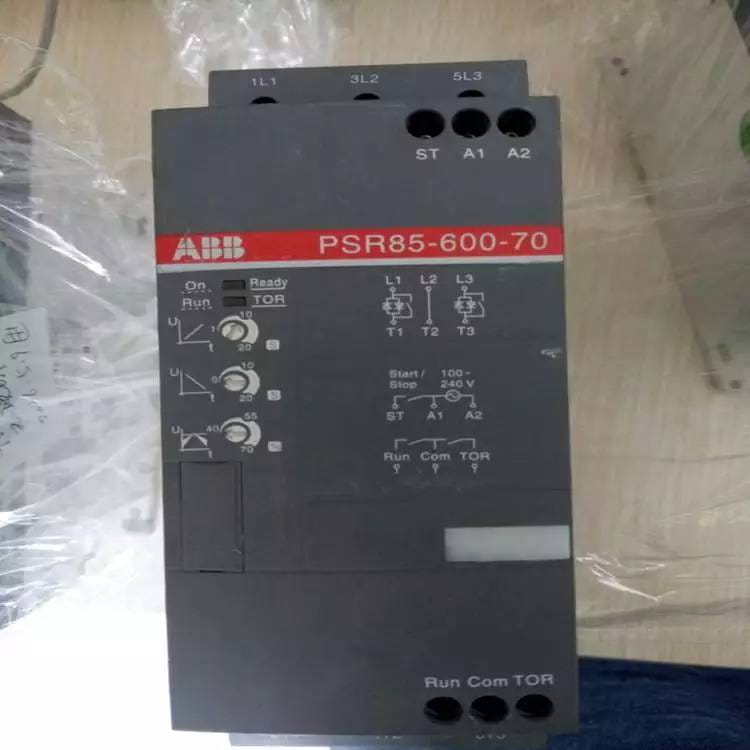 1L1 3L2 5L3
ST A1 A2
ABB PSR85-600-70
On Ready
Run TOR
L1 L2 L3
T1 T2 T3
U 10
1
t 20 S
U 10
0
t 20 S
U 55
40
t 70 %
Start/ 100~
Stop 240 V
ST A1 A2
Run Com TOR
Run Com TOR